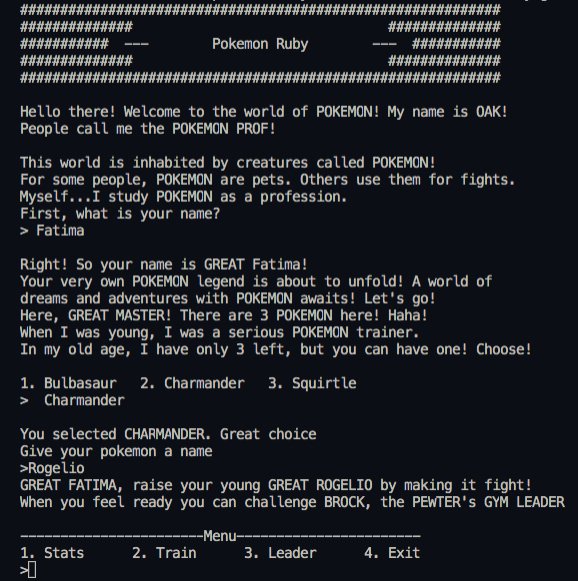 ############################################################
##############                                ##############
###########  ---        Pokemon Ruby        ---  ###########
##############                                ##############
############################################################
Hello there! Welcome to the world of POKEMON! My name is OAK!
People call me the POKEMON PROF!
This world is inhabited by creatures called POKEMON!
For some people, POKEMON are pets. Others use them for fights.
Myself...I study POKEMON as a profession.
First, what is your name?
> Fatima
Right! So your name is GREAT Fatima!
Your very own POKEMON legend is about to unfold! A world of
dreams and adventures with POKEMON awaits! Let's go!
Here, GREAT MASTER! There are 3 POKEMON here! Haha!
When I was young, I was a serious POKEMON trainer.
In my old age, I have only 3 left, but you can have one! Choose!
1. Bulbasaur   2. Charmander   3. Squirtle
>  Charmander
You selected CHARMANDER. Great choice
Give your pokemon a name
>Rogelio
GREAT FATIMA, raise your young GREAT ROGELIO by making it fight!
When you feel ready you can challenge BROCK, the PEWTER's GYM LEADER
-----------------------Menu-----------------------
1. Stats      2. Train      3. Leader      4. Exit
>